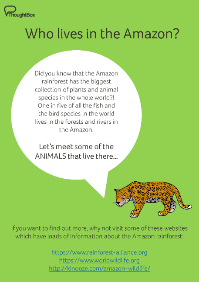 ThoughtBox
Who lives in the Amazon?
Did you know that the Amazon
rainforest has the biggest
collection of plants and animal
species in the whole world?!
One in five of all the fish and
the bird species in the world
lives in the forests and rivers in
the Amazon.
Let's meet some of the
ANIMALS that live there...
If you want to find out more, why not visit some of these websites
which have loads of information about the Amazon rainforest:
https://www.rainforest-alliance.org
https://www.worldwildlife.org
http://kidnooze.com/amazon-wildlife/